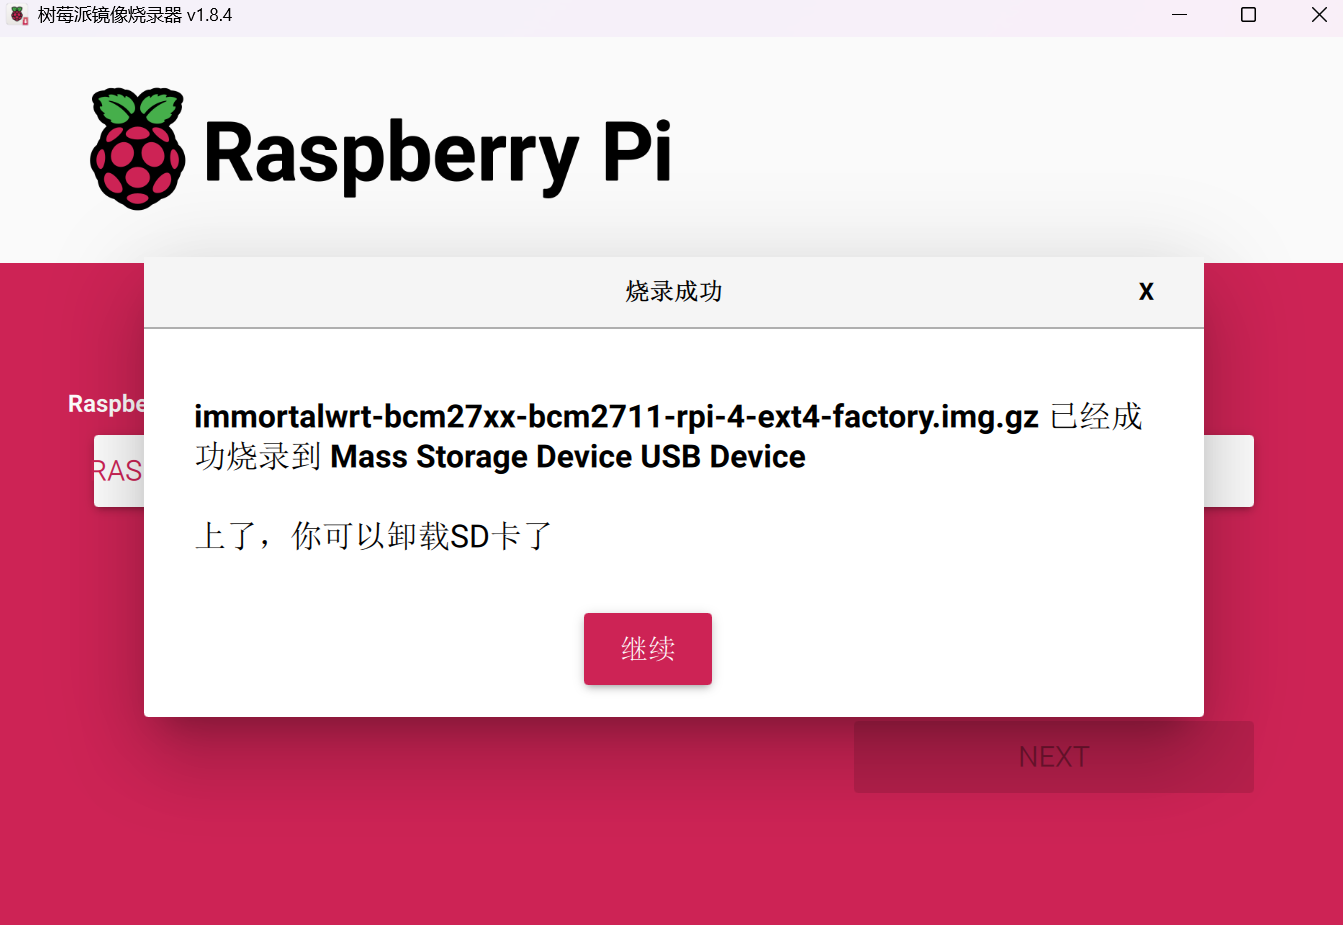 树莓派镜像烧录器 v1.8.4
Raspberry Pi
烧录成功 X
Raspbe
immortalwrt-bcm27xx-bcm2711-rpi-4-ext4-factory.img.gz 已经成
功烧录到 Mass Storage Device USB Device
RAS
上了，你可以卸载SD卡了
继续
NEXT